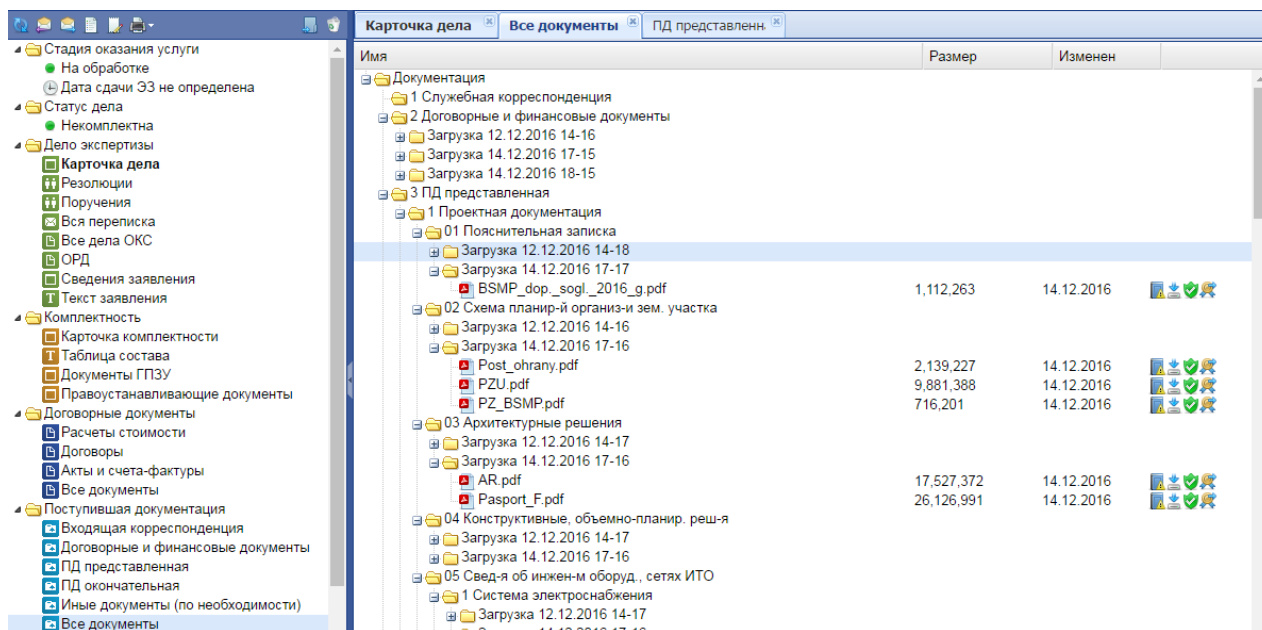 Стадия оказания услуги
На обработке
Дата сдачи ЭЗ не определена
Статус дела
Некомплектна
Дело экспертизы
Карточка дела
Резолюции
Поручения
Вся переписка
Все дела ОКС
ОРД
Сведения заявления
Текст заявления
Комплектность
Карточка комплектности
Таблица состава
Документы ГПЗУ
Правоустанавливающие документы
Договорные документы
Расчеты стоимости
Договоры
Акты и счета-фактуры
Все документы
Поступившая документация
Входящая корреспонденция
Договорные и финансовые документы
ПД представленная
ПД окончательная
Иные документы (по необходимости)
Все документы
Карточка дела Все документы ПД представленн.
Имя Размер Изменен
Документация
1 Служебная корреспонденция
2 Договорные и финансовые документы
Загрузка 12.12.2016 14-16
Загрузка 14.12.2016 17-15
Загрузка 14.12.2016 18-15
3 ПД представленная
1 Проектная документация
01 Пояснительная записка
Загрузка 12.12.2016 14-18
Загрузка 14.12.2016 17-17
BSMP_dop._sogl._2016_g.pdf 1,112,263 14.12.2016
02 Схема планир-й организ-и зем. участка
Загрузка 12.12.2016 14-16
Загрузка 14.12.2016 17-16
Post_ohrany.pdf 2,139,227 14.12.2016
PZU.pdf 9,881,388 14.12.2016
PZ_BSMP.pdf 716,201 14.12.2016
03 Архитектурные решения
Загрузка 12.12.2016 14-17
Загрузка 14.12.2016 17-16
AR.pdf 17,527,372 14.12.2016
Pasport_F.pdf 26,126,991 14.12.2016
04 Конструктивные, объемно-планир. реш-я
Загрузка 12.12.2016 14-17
Загрузка 14.12.2016 17-16
05 Свед-я об инжен-м оборуд., сетях ИТО
1 Система электроснабжения
Загрузка 12.12.2016 14-17